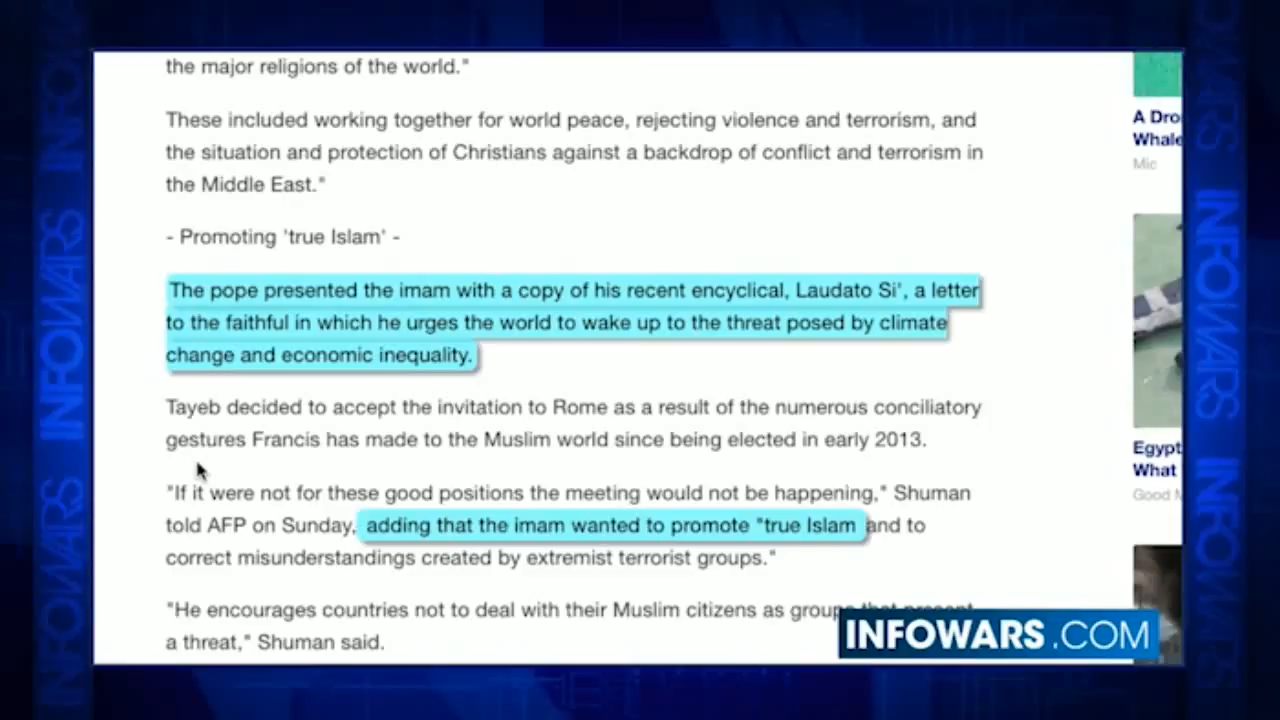 the major religions of the world."
These included working together for world peace, rejecting violence and terrorism, and
the situation and protection of Christians against a backdrop of conflict and terrorism in
the Middle East."
- Promoting 'true Islam' -
The pope presented the imam with a copy of his recent encyclical, Laudato Si', a letter
to the faithful in which he urges the world to wake up to the threat posed by climate
change and economic inequality.
Tayeb decided to accept the invitation to Rome as a result of the numerous conciliatory
gestures Francis has made to the Muslim world since being elected in early 2013.
"If it were not for these good positions the meeting would not be happening," Shuman
told AFP on Sunday, adding that the imam wanted to promote "true Islam and to
correct misunderstandings created by extremist terrorist groups."
"He encourages countries not to deal with their Muslim citizens as groups that present
a threat," Shuman said.
A Dro
Whale
Mic
Egypt
What
Good
INFOWARS.COM
INFOWARS
INFOWARS
INFOWARS
INFOWARS